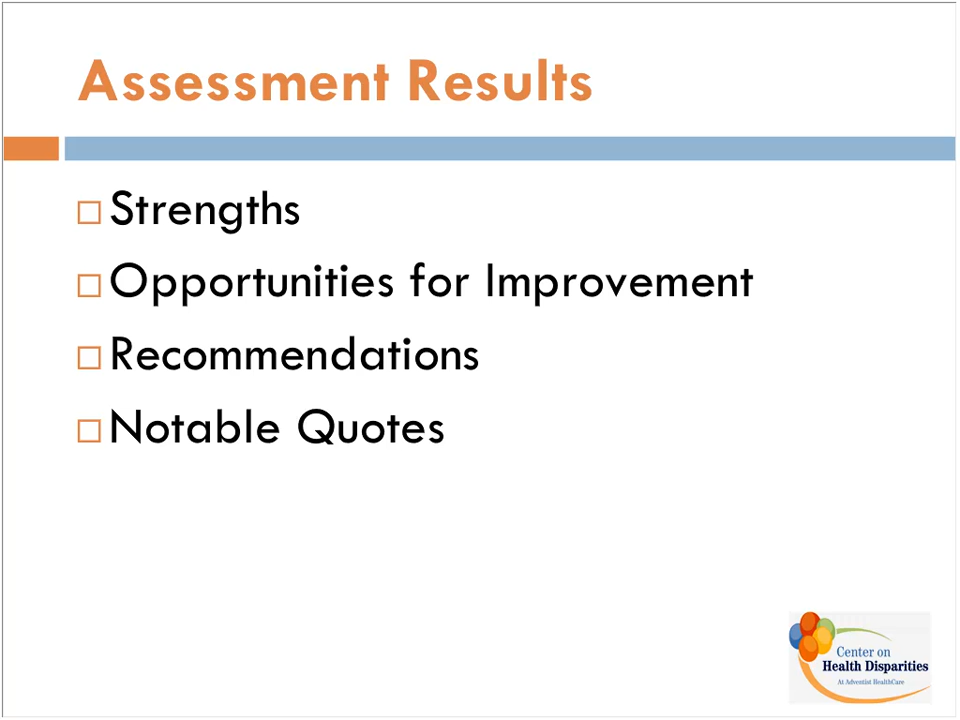 Assessment Results
Strengths
Opportunities for Improvement
Recommendations
Notable Quotes
Center on
Health Disparities
At Adventist HealthCare